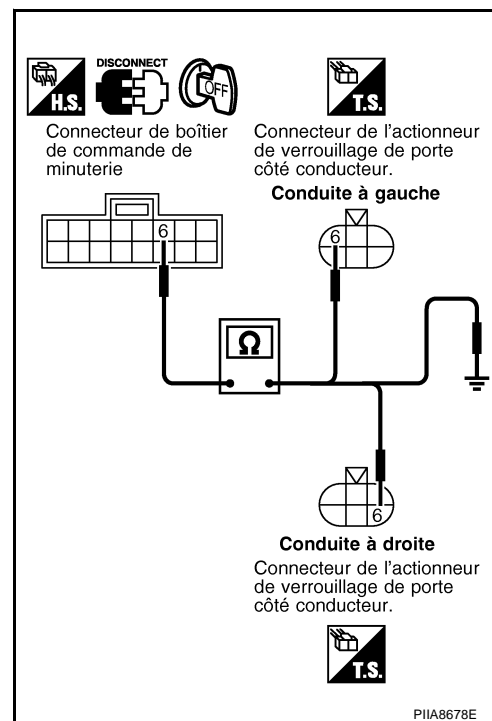 DISCONNECT
H.S.
OFF
T.S.
Connecteur de boîtier
de commande de
minuterie
Connecteur de l'actionneur
de verrouillage de porte
côté conducteur.
Conduite à gauche
6
6
Ω
6
Conduite à droite
Connecteur de l'actionneur
de verrouillage de porte
côté conducteur.
T.S.
PIIA8678E